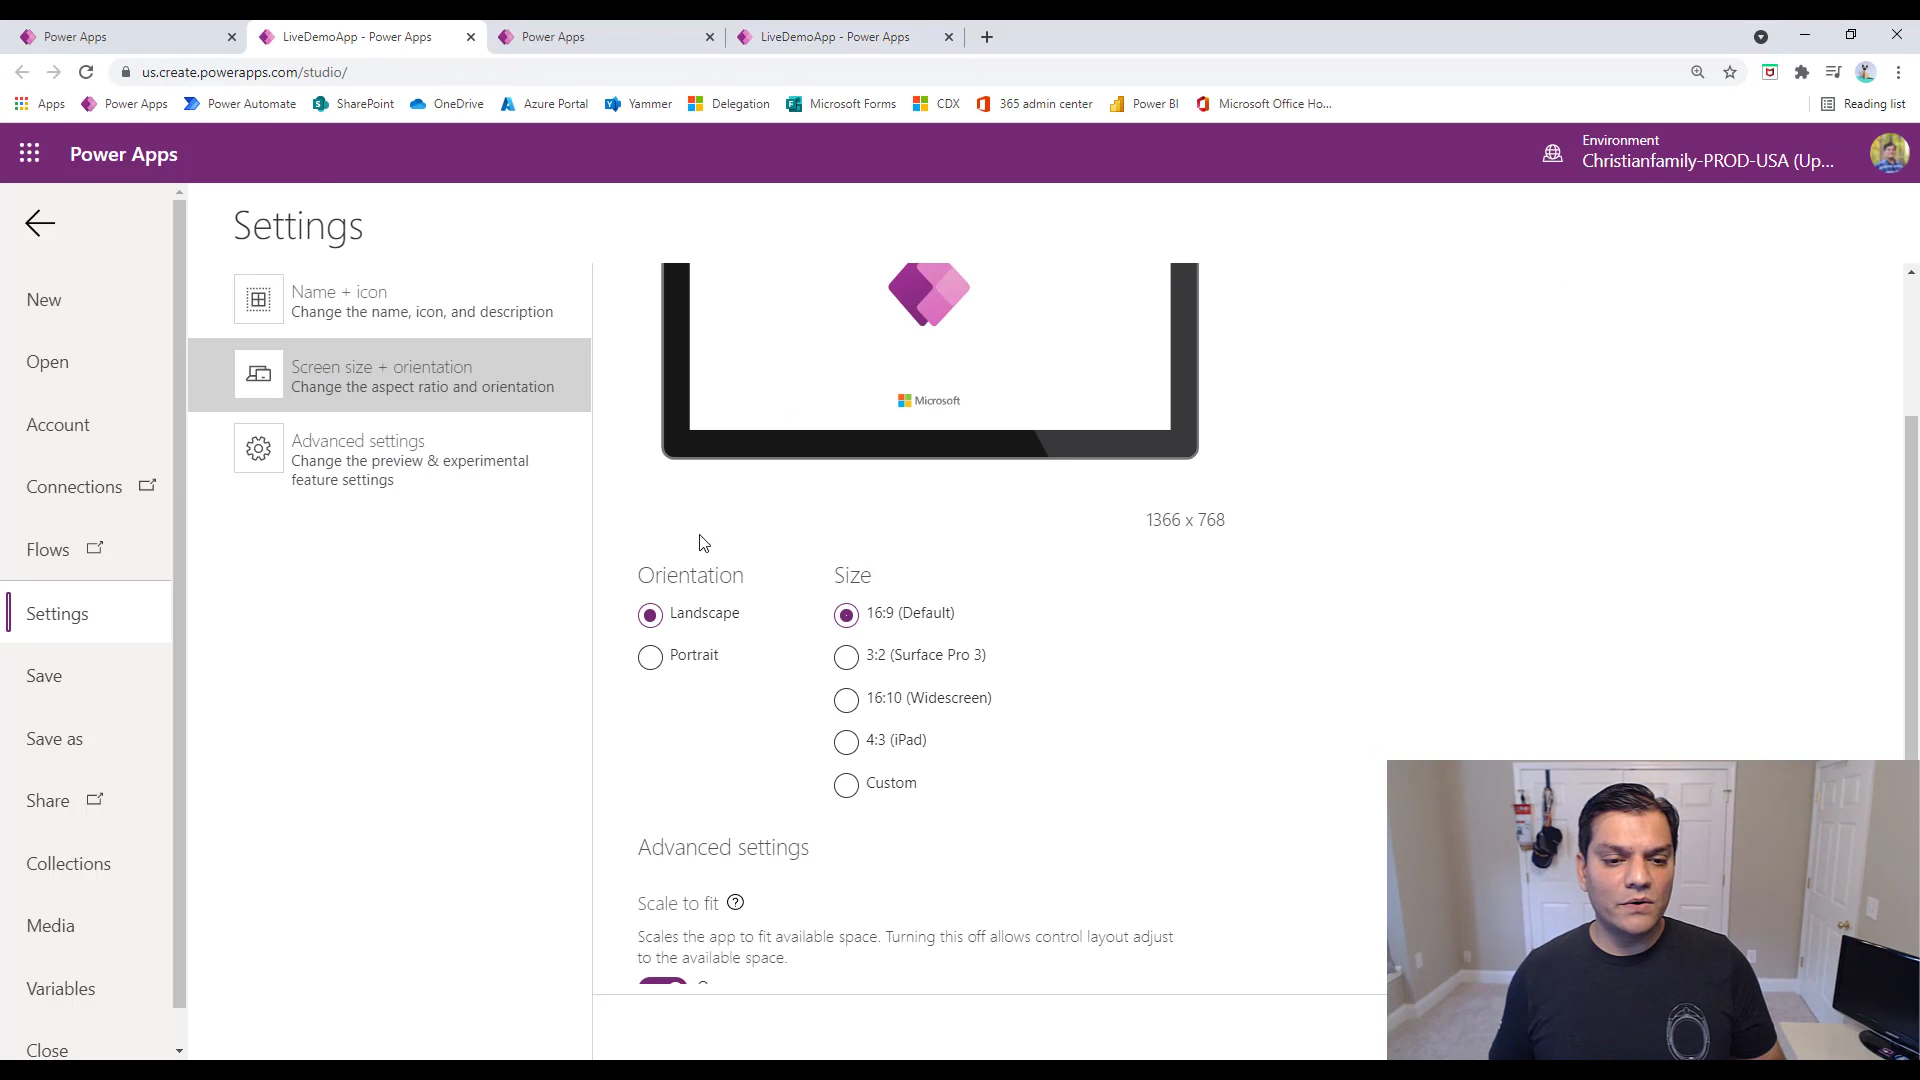 Power Apps
LiveDemoApp - Power Apps
Power Apps
LiveDemoApp - Power Apps
us.create.powerapps.com/studio/
Apps
Power Apps
Power Automate
SharePoint
OneDrive
Azure Portal
Yammer
Delegation
Microsoft Forms
CDX
365 admin center
Power BI
Microsoft Office Ho...
Reading list
Power Apps
Environment
Christianfamily-PROD-USA (Up...
New
Open
Account
Connections
Flows
Settings
Save
Save as
Share
Collections
Media
Variables
Close
Settings
Name + icon
Change the name, icon, and description
Screen size + orientation
Change the aspect ratio and orientation
Advanced settings
Change the preview & experimental
feature settings
Microsoft
1366 x 768
Orientation
Landscape
Portrait
Size
16:9 (Default)
3:2 (Surface Pro 3)
16:10 (Widescreen)
4:3 (iPad)
Custom
Advanced settings
Scale to fit
Scales the app to fit available space. Turning this off allows control layout adjust
to the available space.